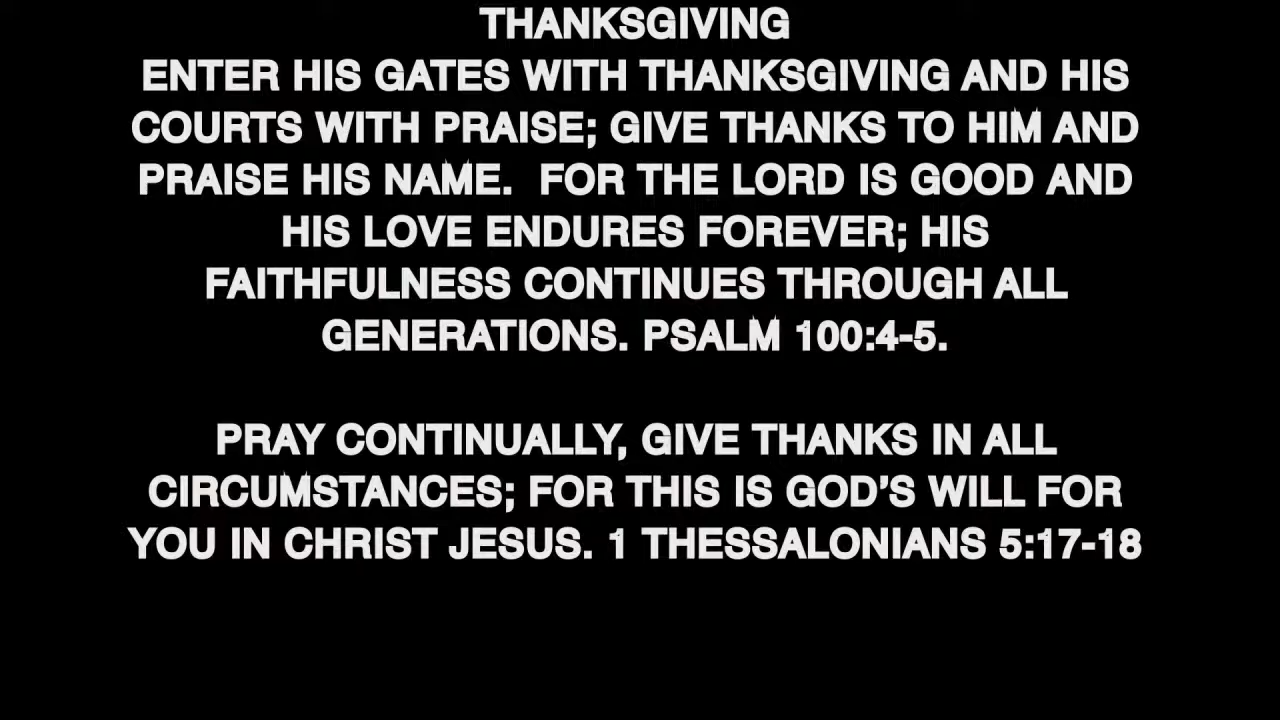 THANKSGIVING
ENTER HIS GATES WITH THANKSGIVING AND HIS
COURTS WITH PRAISE; GIVE THANKS TO HIM AND
PRAISE HIS NAME.  FOR THE LORD IS GOOD AND
HIS LOVE ENDURES FOREVER; HIS
FAITHFULNESS CONTINUES THROUGH ALL
GENERATIONS. PSALM 100:4-5.
PRAY CONTINUALLY, GIVE THANKS IN ALL
CIRCUMSTANCES; FOR THIS IS GOD’S WILL FOR
YOU IN CHRIST JESUS. 1 THESSALONIANS 5:17-18